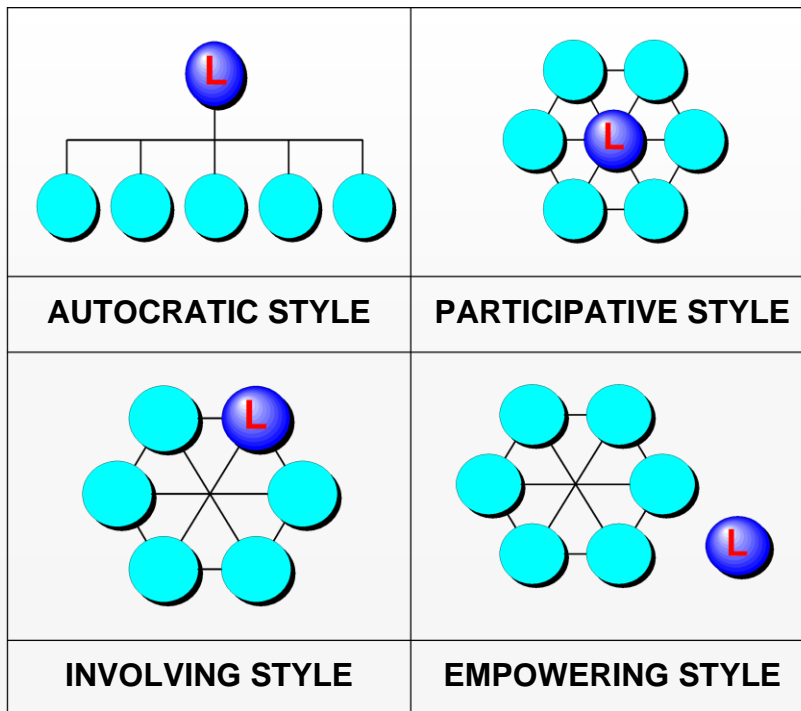 L
L
AUTOCRATIC STYLE
PARTICIPATIVE STYLE
L
L
INVOLVING STYLE
EMPOWERING STYLE